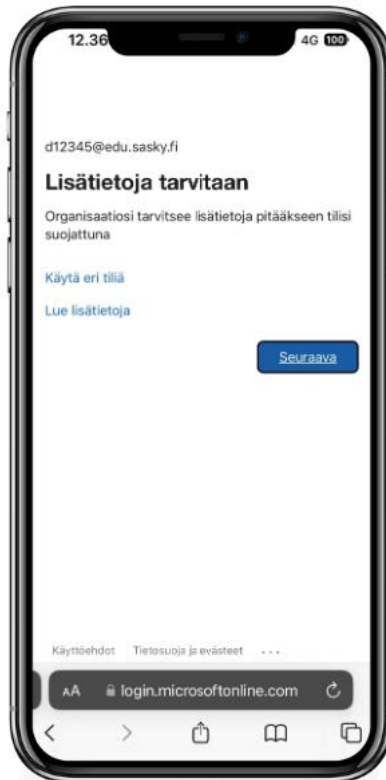 12.36 4G 100
d12345@edu.sasky.fi
Lisätietoja tarvitaan
Organisaatiosi tarvitsee lisätietoja pitääkseen tilisi
suojattuna
Käytä eri tiliä
Lue lisätietoja
Seuraava
Käyttöehdot Tietosuoja ja evästeet ...
AA login.microsoftonline.com